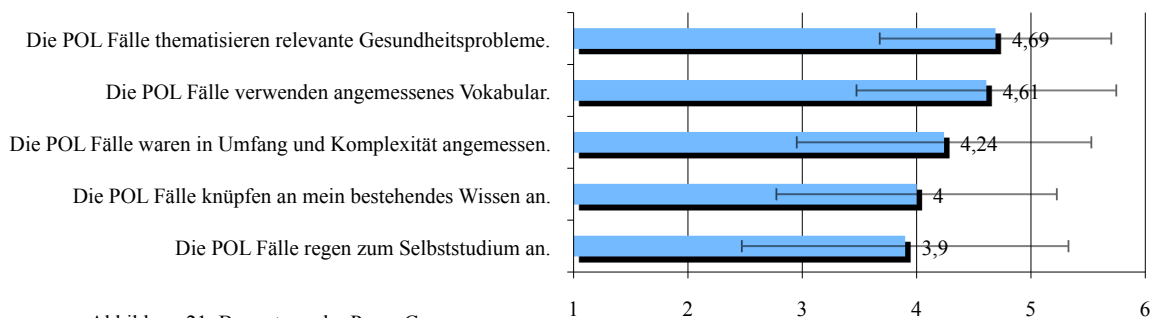 Die POL Fälle thematisieren relevante Gesundheitsprobleme.
4,69
Die POL Fälle verwenden angemessenes Vokabular.
4,61
Die POL Fälle waren in Umfang und Komplexität angemessen.
4,24
Die POL Fälle knüpfen an mein bestehendes Wissen an.
4
Die POL Fälle regen zum Selbststudium an.
3,9
1 2 3 4 5 6